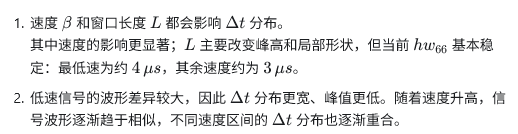 1. 速度 β 和窗口长度 L 都会影响 Δt 分布。
其中速度的影响更显著；L 主要改变峰高和局部形状，但当前 hw₆₆ 基本稳
定：最低速为约 4 μs，其余速度约为 3 μs。
2. 低速信号的波形差异较大，因此 Δt 分布更宽、峰值更低。随着速度升高，信
号波形逐渐趋于相似，不同速度区间的 Δt 分布也逐渐重合。